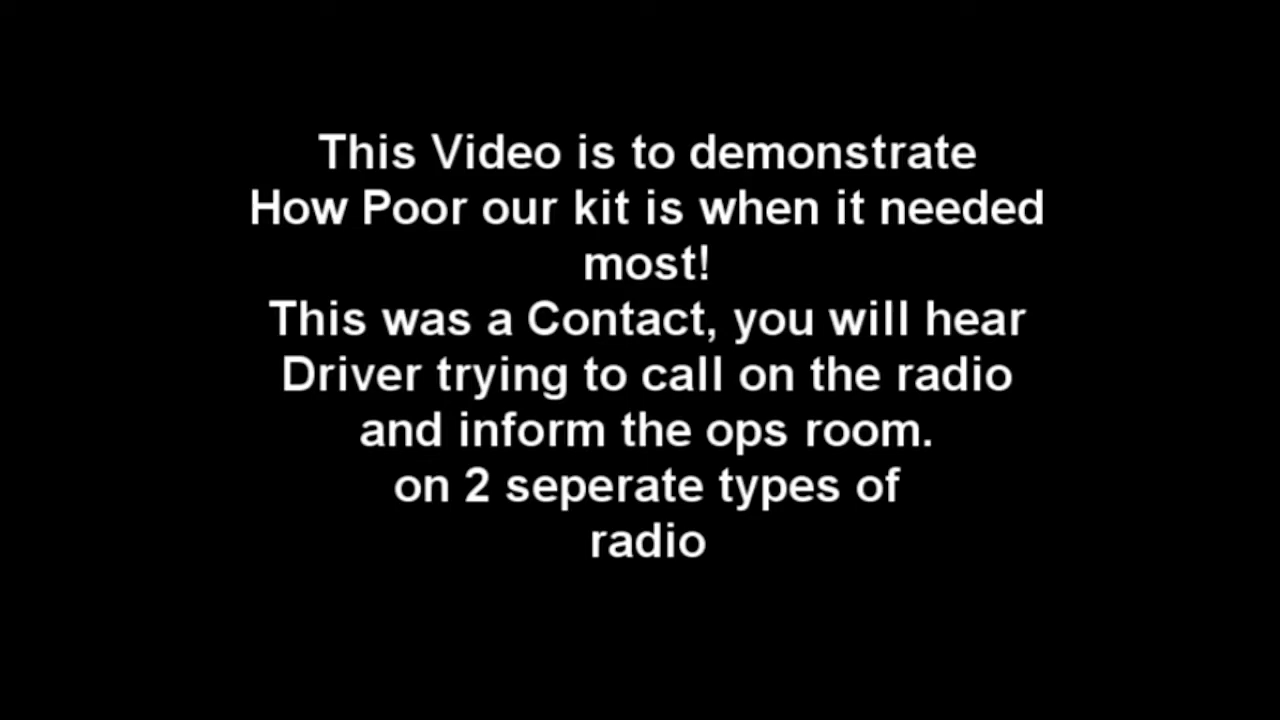 This Video is to demonstrate
How Poor our kit is when it needed
most!
This was a Contact, you will hear
Driver trying to call on the radio
and inform the ops room.
on 2 seperate types of
radio